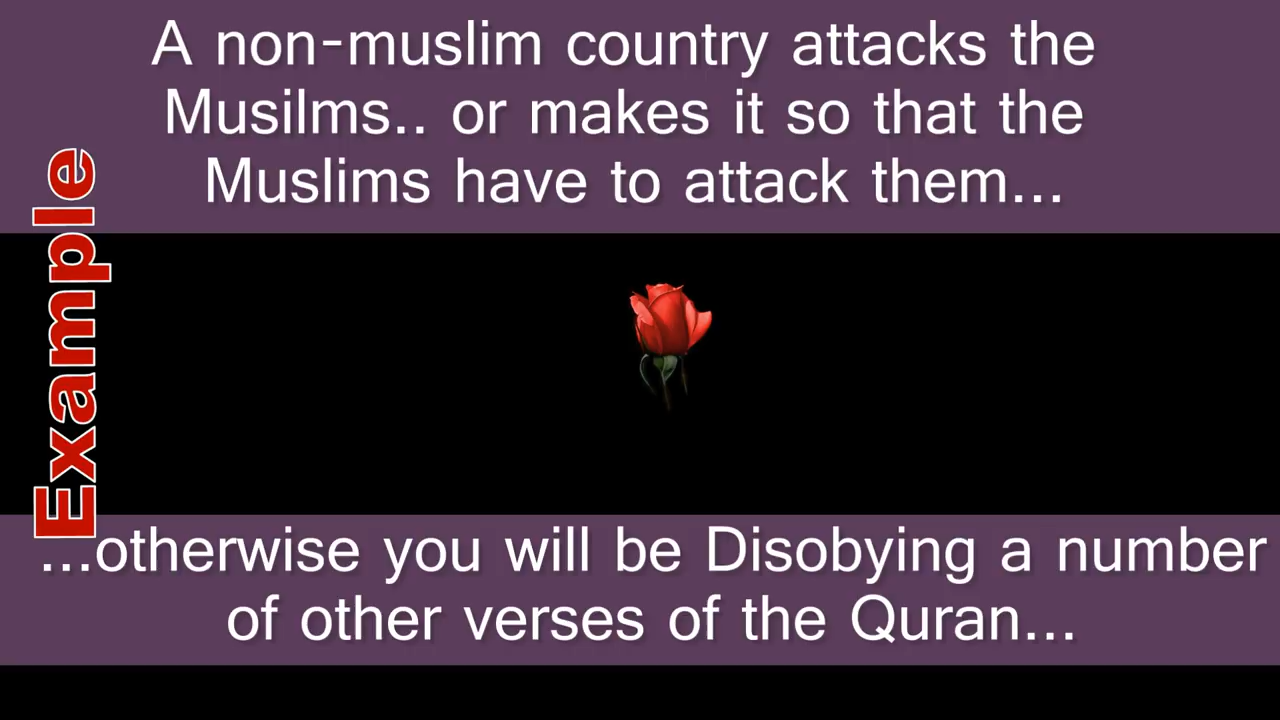 A non-muslim country attacks the
Musilms.. or makes it so that the
Muslims have to attack them...
Example
...otherwise you will be Disobying a number
of other verses of the Quran...